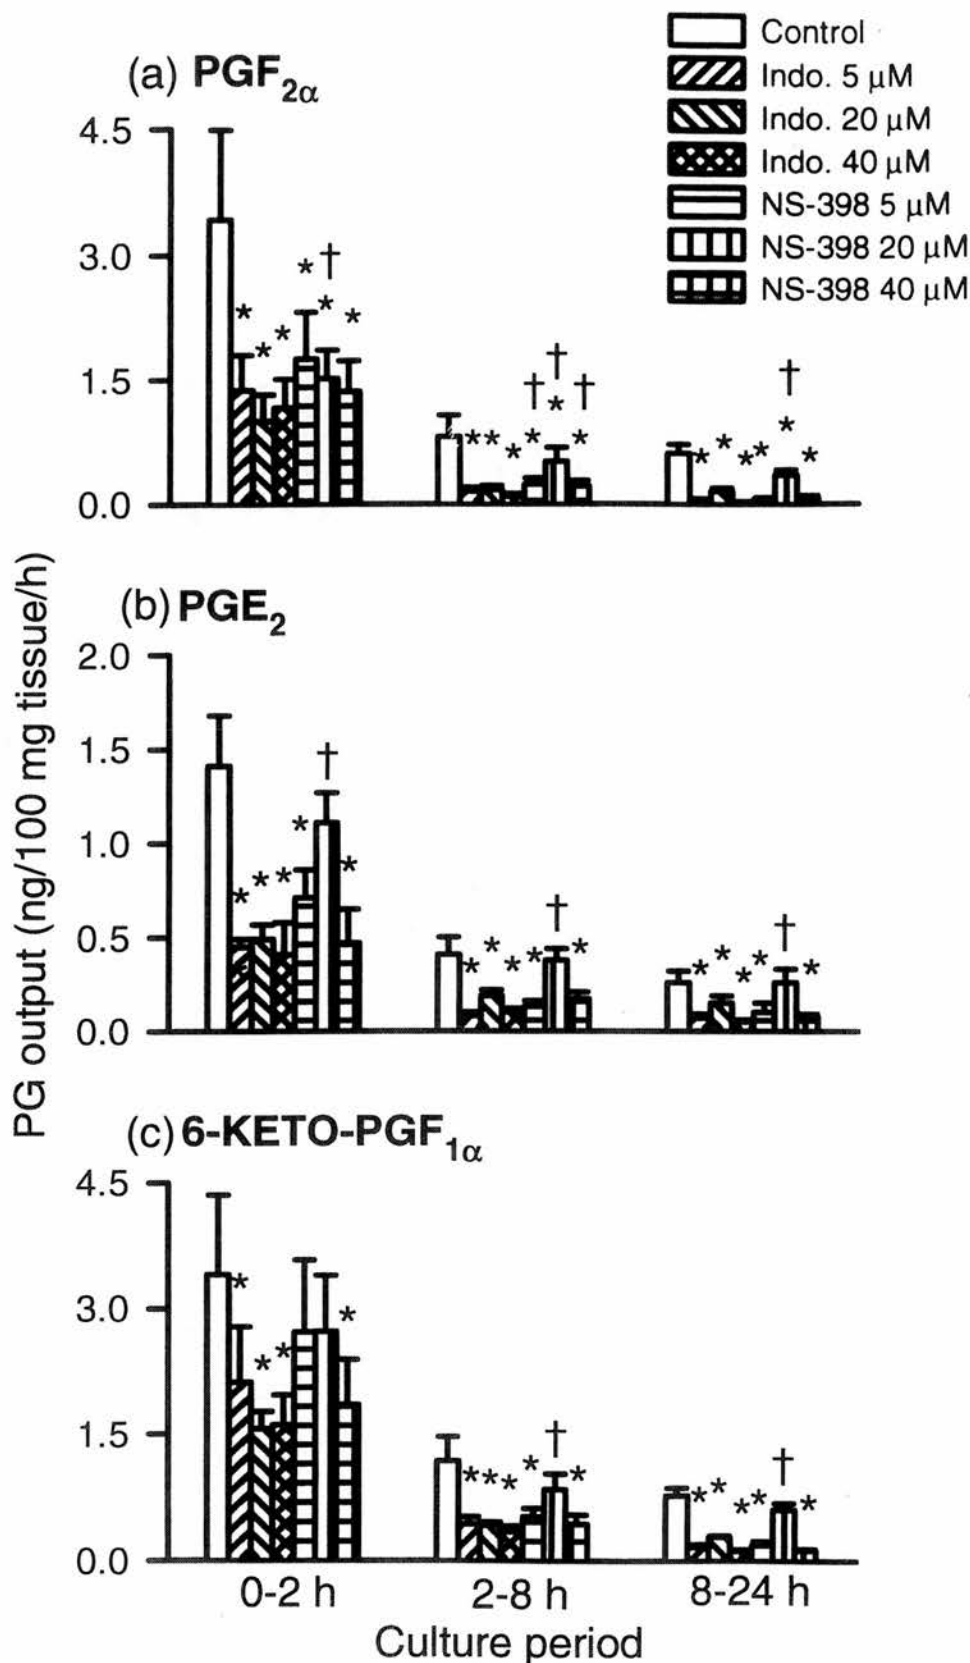 Control
Indo. 5 μM
Indo. 20 μM
Indo. 40 μM
NS-398 5 μM
NS-398 20 μM
NS-398 40 μM
(a) PGF2α
4.5
3.0
1.5
0.0
* * * * † * *
* * * † * † * † *
* * * * † * *
PG output (ng/100 mg tissue/h)
(b) PGE2
2.0
1.5
1.0
0.5
0.0
* * * * † *
* * * * † *
* * * * † *
(c) 6-KETO-PGF1α
4.5
3.0
1.5
0.0
* * * *
* * * * † *
* * * * † *
0-2 h 2-8 h 8-24 h
Culture period